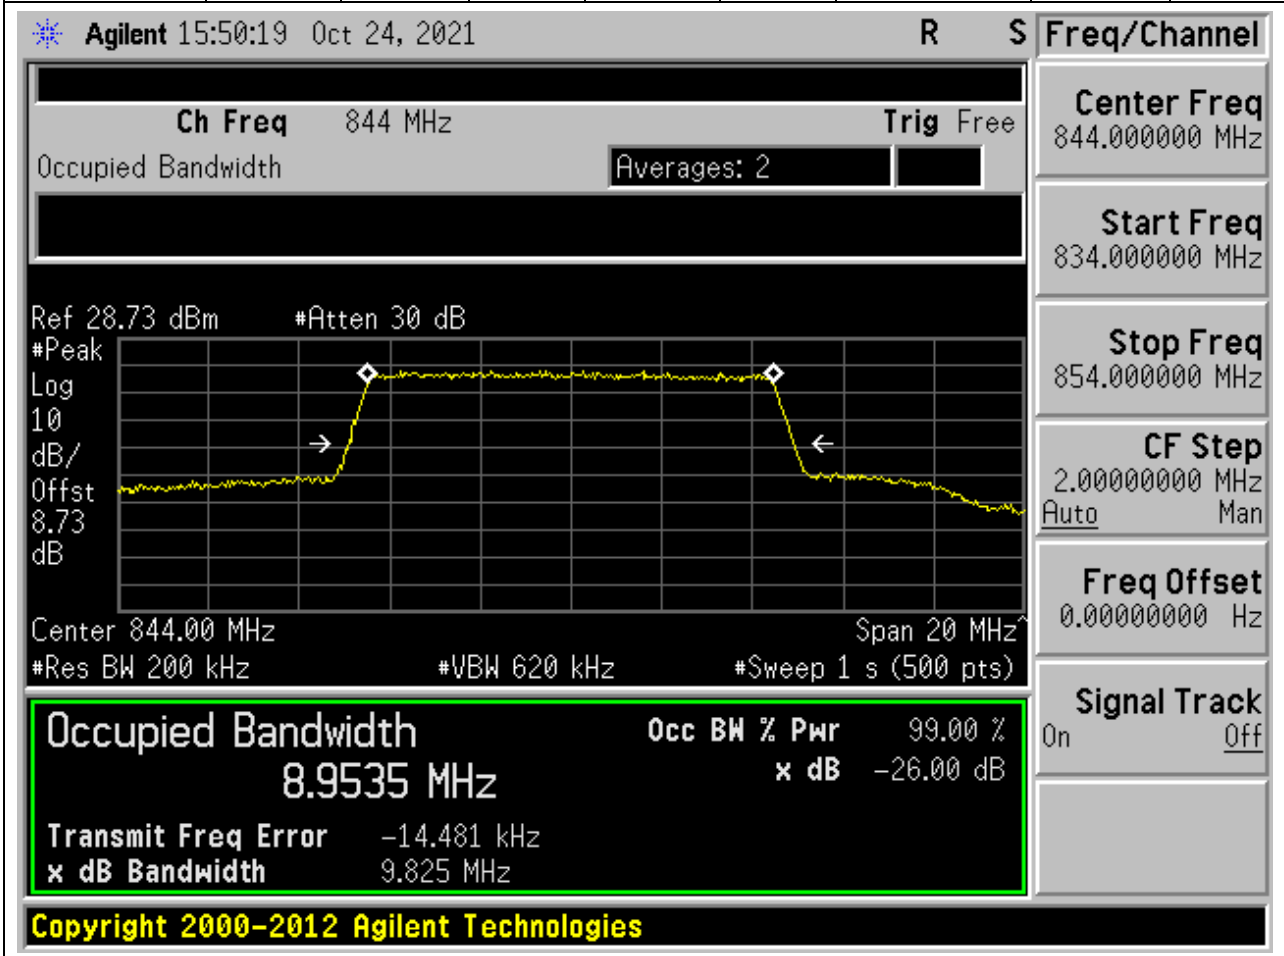 Agilent 15:50:19 Oct 24, 2021 R S
Freq/Channel
Ch Freq 844 MHz Trig Free
Occupied Bandwidth Averages: 2
Center Freq
844.000000 MHz
Start Freq
834.000000 MHz
Stop Freq
854.000000 MHz
CF Step
2.00000000 MHz
Auto Man
Freq Offset
0.00000000 Hz
Signal Track
On Off
Ref 28.73 dBm #Atten 30 dB
#Peak
Log
10
dB/
Offst
8.73
dB
Center 844.00 MHz Span 20 MHz^
#Res BW 200 kHz #VBW 620 kHz #Sweep 1 s (500 pts)
Occupied Bandwidth Occ BW % Pwr 99.00 %
8.9535 MHz x dB -26.00 dB
Transmit Freq Error -14.481 kHz
x dB Bandwidth 9.825 MHz
Copyright 2000-2012 Agilent Technologies